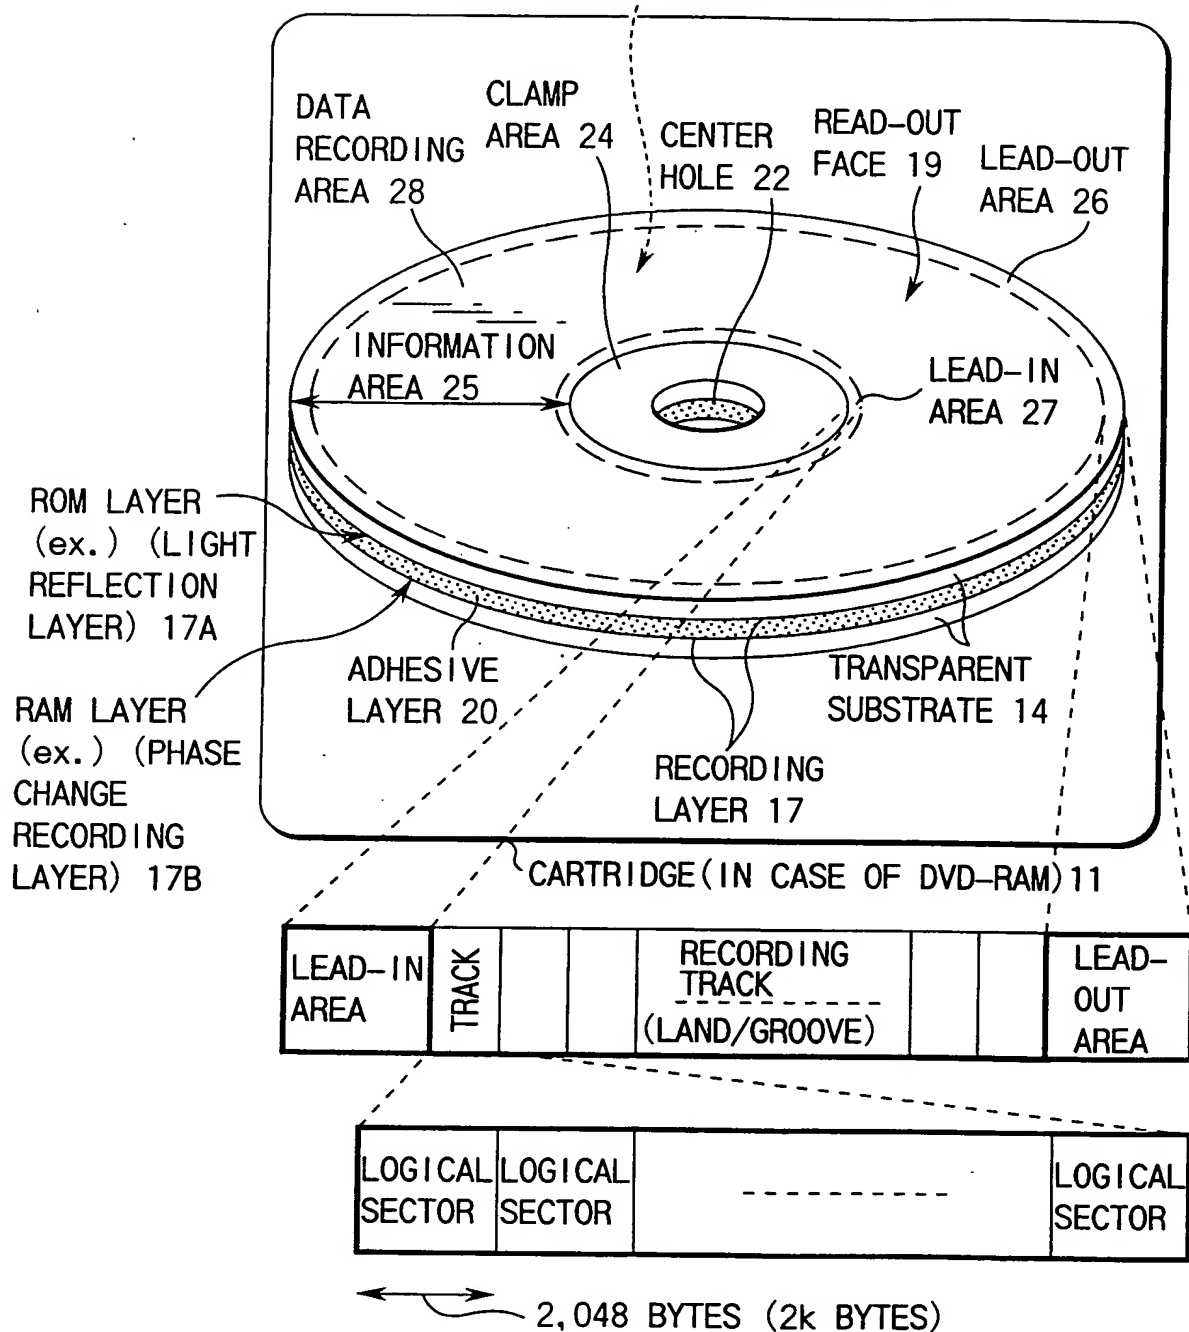 DATA
RECORDING
AREA 28
CLAMP
AREA 24
CENTER
HOLE 22
READ-OUT
FACE 19
LEAD-OUT
AREA 26
INFORMATION
AREA 25
LEAD-IN
AREA 27
ROM LAYER
(ex.) (LIGHT
REFLECTION
LAYER) 17A
RAM LAYER
(ex.) (PHASE
CHANGE
RECORDING
LAYER) 17B
ADHESIVE
LAYER 20
TRANSPARENT
SUBSTRATE 14
RECORDING
LAYER 17
CARTRIDGE(IN CASE OF DVD-RAM)11
LEAD-IN
AREA
TRACK
RECORDING
TRACK
(LAND/GROOVE)
LEAD-
OUT
AREA
LOGICAL
SECTOR
LOGICAL
SECTOR
LOGICAL
SECTOR
2,048 BYTES (2k BYTES)